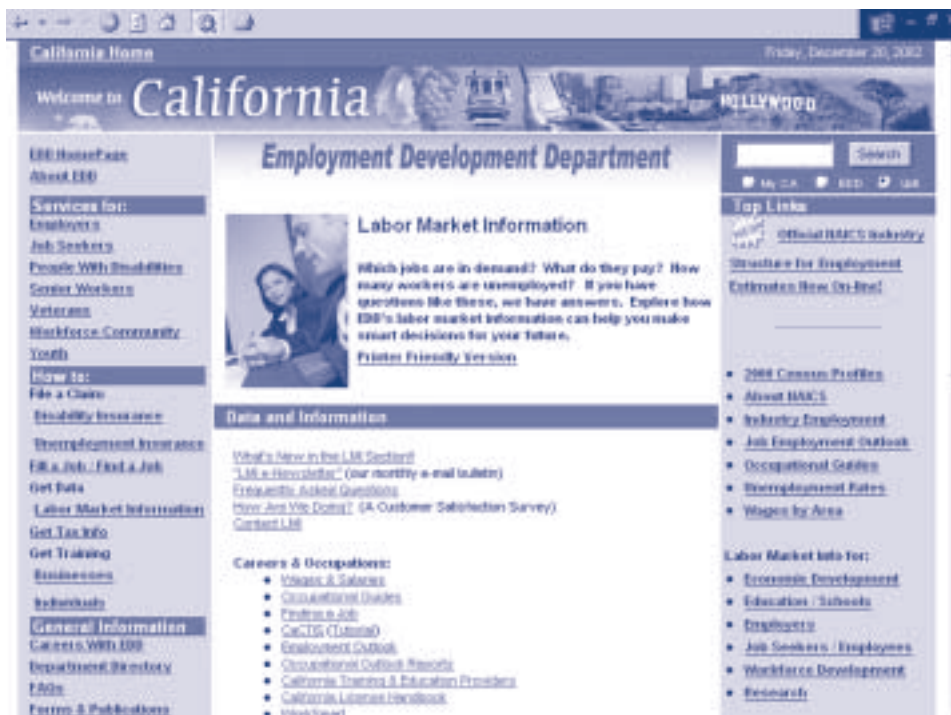 California Home
Friday, December 20, 2002
Welcome to California
HOLLYWOOD
EDD HomePage
About EDD
Services for:
Employers
Job Seekers
People With Disabilities
Senior Workers
Veterans
Workforce Community
Youth
How to:
File a Claim
Disability Insurance
Unemployment Insurance
Fill a Job / Find a Job
Get Data
Labor Market Information
Get Tax Info
Get Training
Businesses
Individuals
General Information
Careers With EDD
Department Directory
FAQs
Forms & Publications
Employment Development Department
Labor Market Information
Which jobs are in demand? What do they pay? How
many workers are unemployed? If you have
questions like these, we have answers. Explore how
EDD's labor market information can help you make
smart decisions for your future.
Printer Friendly Version
Data and Information
What's New in the LMI Section?
"LMI e-Newsletter" (our monthly e-mail bulletin)
Frequently Asked Questions
How Are We Doing? (A Customer Satisfaction Survey)
Contact LMI
Careers & Occupations:
• Wages & Salaries
• Occupational Guides
• Finding a Job
• CaCTIS (Tutorial)
• Employment Outlook
• Occupational Outlook Reports
• California Training & Education Providers
• California License Handbook
Search
My CA
Top Links
Official NAICS Industry
Structure for Employment
Estimates Now On-line!
• 2000 Census Profiles
• About NAICS
• Industry Employment
• Job Employment Outlook
• Occupational Guides
• Unemployment Rates
• Wages by Area
Labor Market Info for:
• Economic Development
• Education / Schools
• Employers
• Job Seekers / Employees
• Workforce Development
• Research